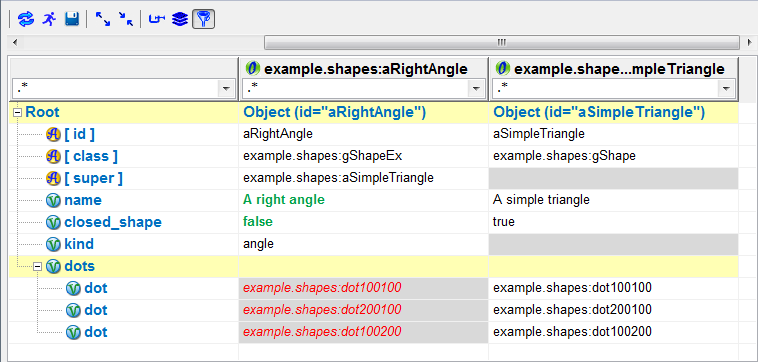 example.shapes:aRightAngle example.shape...mpleTriangle
.* .* .*
Root Object (id="aRightAngle") Object (id="aSimpleTriangle")
[ id ] aRightAngle aSimpleTriangle
[ class ] example.shapes:gShapeEx example.shapes:gShape
[ super ] example.shapes:aSimpleTriangle
name A right angle A simple triangle
closed_shape false true
kind angle
dots
dot example.shapes:dot100100 example.shapes:dot100100
dot example.shapes:dot200100 example.shapes:dot200100
dot example.shapes:dot100200 example.shapes:dot100200